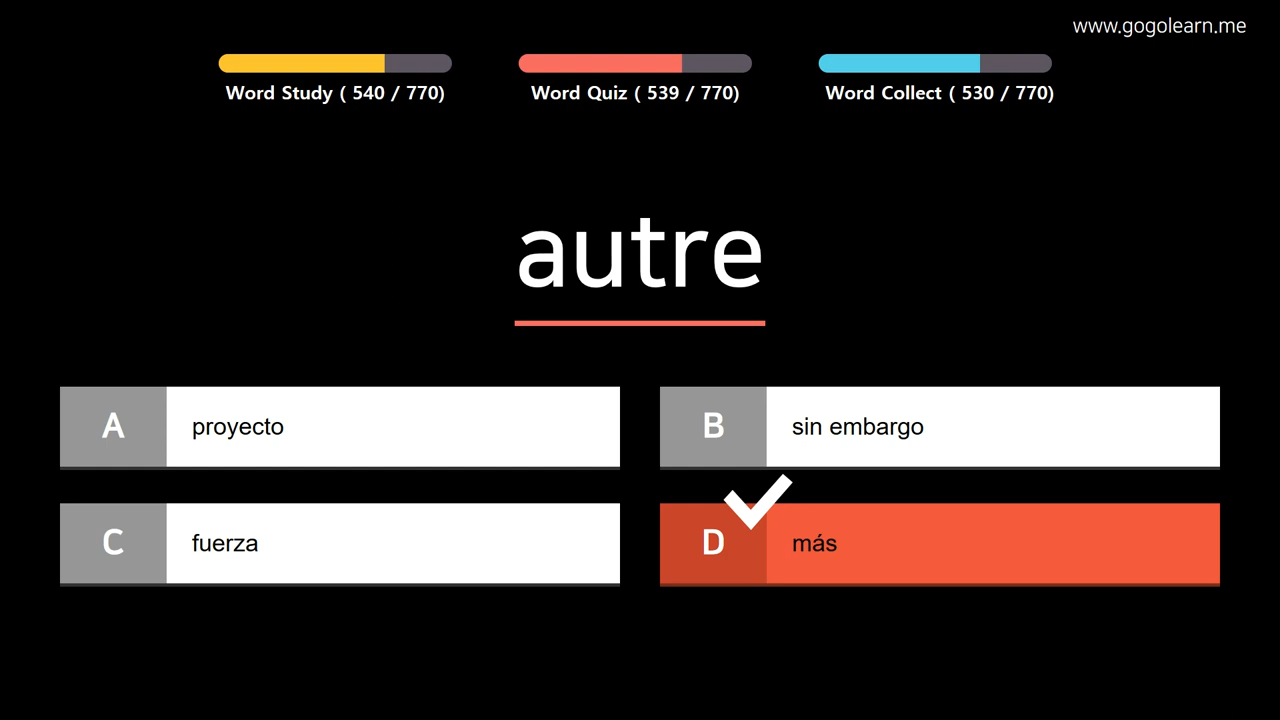 www.gogolearn.me
Word Study ( 540 / 770)
Word Quiz ( 539 / 770)
Word Collect ( 530 / 770)
autre
A proyecto
B sin embargo
C fuerza
D más